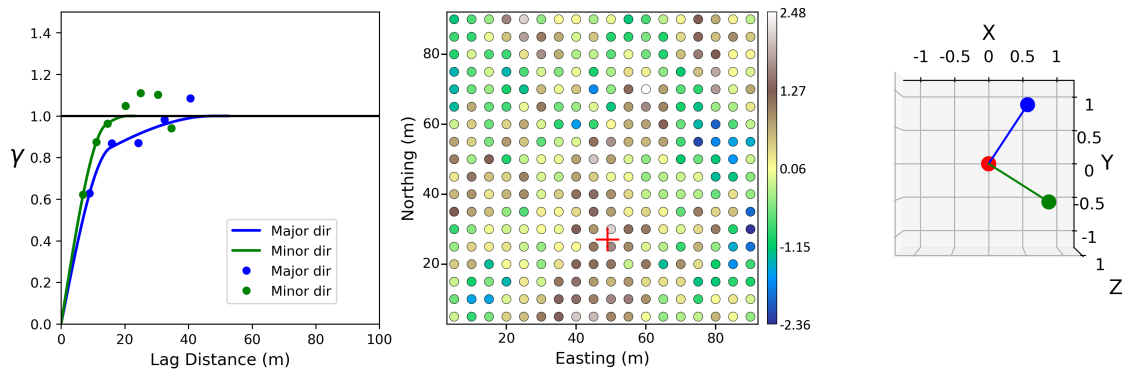 1.4
1.2
1.0
0.8
0.6
0.4
0.2
0.0
γ
0 20 40 60 80 100
Lag Distance (m)
Major dir
Minor dir
Major dir
Minor dir
80
60
40
20
Northing (m)
20 40 60 80
Easting (m)
2.48
1.27
0.06
-1.15
-2.36
X
-1 0 0.5 1
1
0.5
0
-0.5
-1
Y
1
Z